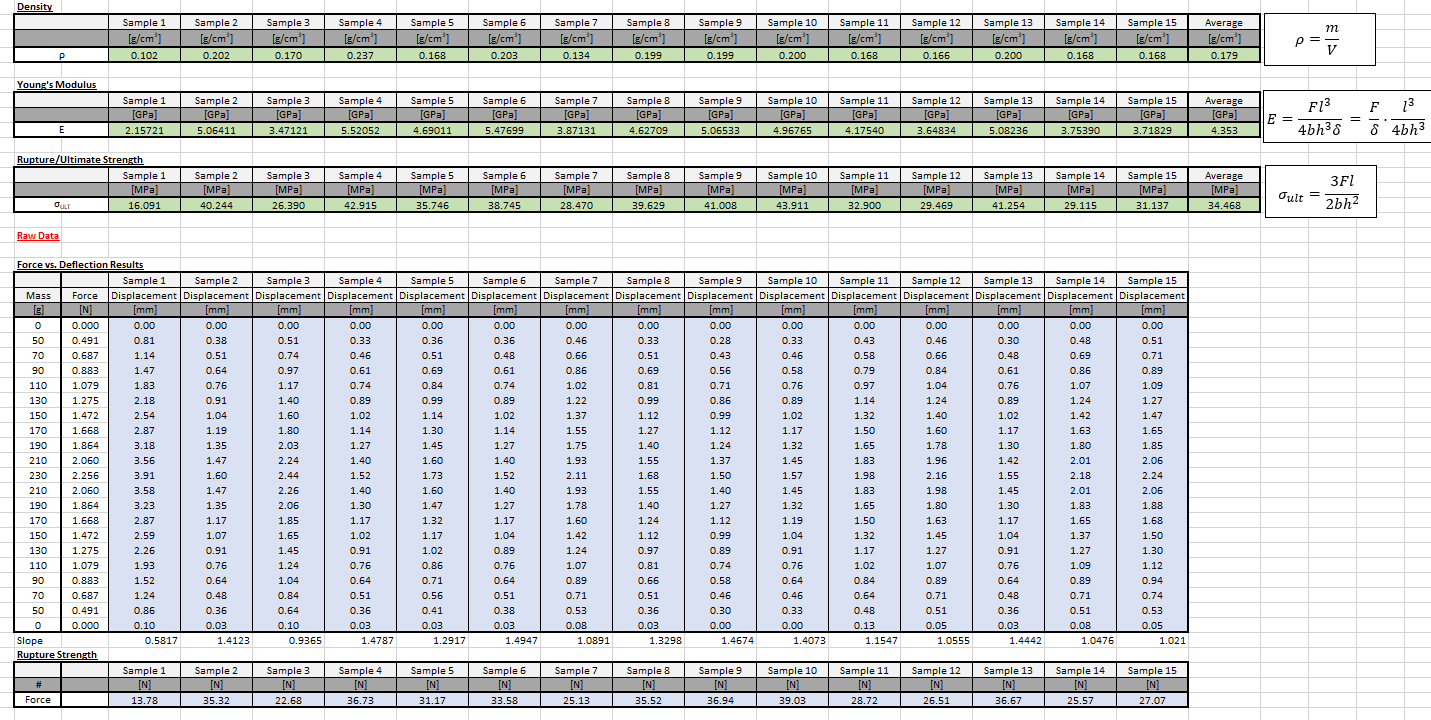 Density
Sample 1 Sample 2 Sample 3 Sample 4 Sample 5 Sample 6 Sample 7 Sample 8 Sample 9 Sample 10 Sample 11 Sample 12 Sample 13 Sample 14 Sample 15 Average
[g/cm³] [g/cm³] [g/cm³] [g/cm³] [g/cm³] [g/cm³] [g/cm³] [g/cm³] [g/cm³] [g/cm³] [g/cm³] [g/cm³] [g/cm³] [g/cm³] [g/cm³] [g/cm³]
ρ 0.102 0.202 0.170 0.237 0.168 0.203 0.134 0.199 0.199 0.200 0.168 0.166 0.200 0.168 0.168 0.179
ρ = m/V
Young's Modulus
Sample 1 Sample 2 Sample 3 Sample 4 Sample 5 Sample 6 Sample 7 Sample 8 Sample 9 Sample 10 Sample 11 Sample 12 Sample 13 Sample 14 Sample 15 Average
[GPa] [GPa] [GPa] [GPa] [GPa] [GPa] [GPa] [GPa] [GPa] [GPa] [GPa] [GPa] [GPa] [GPa] [GPa] [GPa]
E 2.15721 5.06411 3.47121 5.52052 4.69011 5.47699 3.87131 4.62709 5.06533 4.96765 4.17540 3.64834 5.08236 3.75390 3.71829 4.353
E = Fl³/4bh³δ = F/δ · l³/4bh³
Rupture/Ultimate Strength
Sample 1 Sample 2 Sample 3 Sample 4 Sample 5 Sample 6 Sample 7 Sample 8 Sample 9 Sample 10 Sample 11 Sample 12 Sample 13 Sample 14 Sample 15 Average
[MPa] [MPa] [MPa] [MPa] [MPa] [MPa] [MPa] [MPa] [MPa] [MPa] [MPa] [MPa] [MPa] [MPa] [MPa] [MPa]
σULT 16.091 40.244 26.390 42.915 35.746 38.745 28.470 39.629 41.008 43.911 32.900 29.469 41.254 29.115 31.137 34.468
σult = 3Fl/2bh²
Raw Data
Force vs. Deflection Results
Sample 1 Sample 2 Sample 3 Sample 4 Sample 5 Sample 6 Sample 7 Sample 8 Sample 9 Sample 10 Sample 11 Sample 12 Sample 13 Sample 14 Sample 15
Mass Force Displacement Displacement Displacement Displacement Displacement Displacement Displacement Displacement Displacement Displacement Displacement Displacement Displacement Displacement Displacement
[g] [N] [mm] [mm] [mm] [mm] [mm] [mm] [mm] [mm] [mm] [mm] [mm] [mm] [mm] [mm] [mm]
0 0.000 0.00 0.00 0.00 0.00 0.00 0.00 0.00 0.00 0.00 0.00 0.00 0.00 0.00 0.00 0.00
50 0.491 0.81 0.38 0.51 0.33 0.36 0.36 0.46 0.33 0.28 0.33 0.43 0.46 0.30 0.48 0.51
70 0.687 1.14 0.51 0.74 0.46 0.51 0.48 0.66 0.51 0.43 0.46 0.58 0.66 0.48 0.69 0.71
90 0.883 1.47 0.64 0.97 0.61 0.69 0.61 0.86 0.69 0.56 0.58 0.79 0.84 0.61 0.86 0.89
110 1.079 1.83 0.76 1.17 0.74 0.84 0.74 1.02 0.81 0.71 0.76 0.97 1.04 0.76 1.07 1.09
130 1.275 2.18 0.91 1.40 0.89 0.99 0.89 1.22 0.99 0.86 0.89 1.14 1.24 0.89 1.24 1.27
150 1.472 2.54 1.04 1.60 1.02 1.14 1.02 1.37 1.12 0.99 1.02 1.32 1.40 1.02 1.42 1.47
170 1.668 2.87 1.19 1.80 1.14 1.30 1.14 1.55 1.27 1.12 1.17 1.50 1.60 1.17 1.63 1.65
190 1.864 3.18 1.35 2.03 1.27 1.45 1.27 1.75 1.40 1.24 1.32 1.65 1.78 1.30 1.80 1.85
210 2.060 3.56 1.47 2.24 1.40 1.60 1.40 1.93 1.55 1.37 1.45 1.83 1.96 1.42 2.01 2.06
230 2.256 3.91 1.60 2.44 1.52 1.73 1.52 2.11 1.68 1.50 1.57 1.98 2.16 1.55 2.18 2.24
210 2.060 3.58 1.47 2.26 1.40 1.60 1.40 1.93 1.55 1.40 1.45 1.83 1.98 1.45 2.01 2.06
190 1.864 3.23 1.35 2.06 1.30 1.47 1.27 1.78 1.40 1.27 1.32 1.65 1.80 1.30 1.83 1.88
170 1.668 2.87 1.17 1.85 1.17 1.32 1.17 1.60 1.24 1.12 1.19 1.50 1.63 1.17 1.65 1.68
150 1.472 2.59 1.07 1.65 1.02 1.17 1.04 1.42 1.12 0.99 1.04 1.32 1.45 1.04 1.37 1.50
130 1.275 2.26 0.91 1.45 0.91 1.02 0.89 1.24 0.97 0.89 0.91 1.17 1.27 0.91 1.27 1.30
110 1.079 1.93 0.76 1.24 0.76 0.86 0.76 1.07 0.81 0.74 0.76 1.02 1.07 0.76 1.09 1.12
90 0.883 1.52 0.64 1.04 0.64 0.71 0.64 0.89 0.66 0.58 0.64 0.84 0.89 0.64 0.89 0.94
70 0.687 1.24 0.48 0.84 0.51 0.56 0.51 0.71 0.51 0.46 0.46 0.64 0.71 0.48 0.71 0.74
50 0.491 0.86 0.36 0.64 0.36 0.41 0.38 0.53 0.36 0.30 0.33 0.48 0.51 0.36 0.51 0.53
0 0.000 0.10 0.03 0.10 0.03 0.03 0.03 0.08 0.03 0.00 0.00 0.13 0.05 0.03 0.08 0.05
Slope 0.5817 1.4123 0.9365 1.4787 1.2917 1.4947 1.0891 1.3298 1.4674 1.4073 1.1547 1.0555 1.4442 1.0476 1.021
Rupture Strength
Sample 1 Sample 2 Sample 3 Sample 4 Sample 5 Sample 6 Sample 7 Sample 8 Sample 9 Sample 10 Sample 11 Sample 12 Sample 13 Sample 14 Sample 15
# [N] [N] [N] [N] [N] [N] [N] [N] [N] [N] [N] [N] [N] [N] [N]
Force 13.78 35.32 22.68 36.73 31.17 33.58 25.13 35.52 36.94 39.03 28.72 26.51 36.67 25.57 27.07